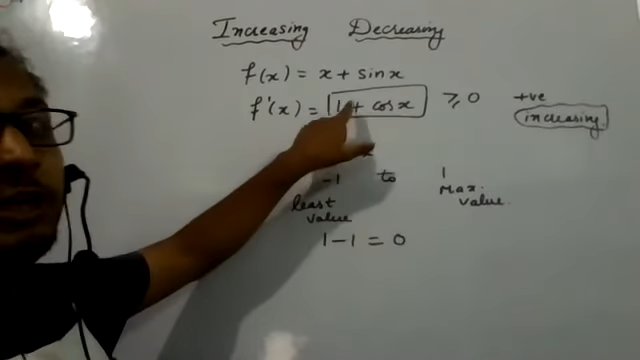 Increasing Decreasing
f(x) = x + sin x
f'(x) = 1 + cos x ≥ 0 +ve increasing
-1 to 1
least value Max. value.
1 - 1 = 0